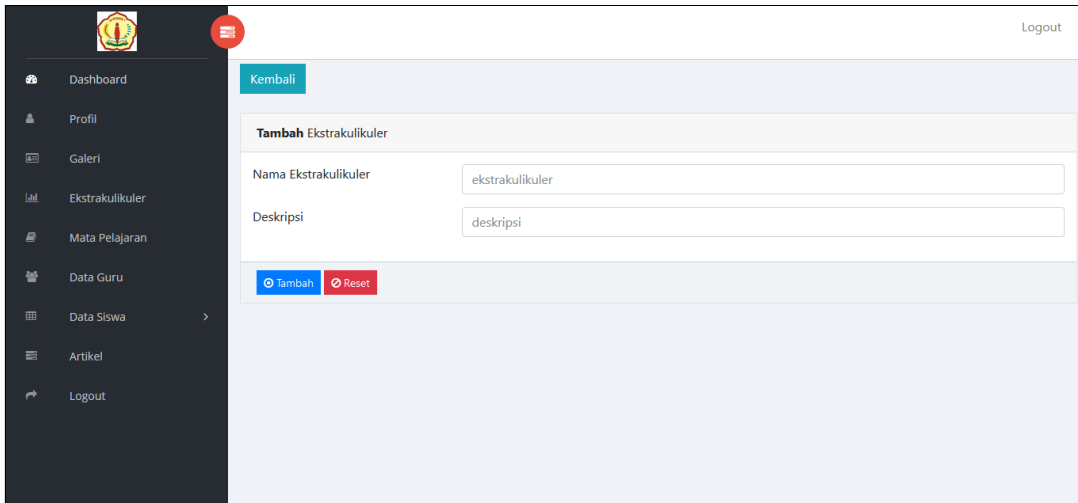 Logout
Dashboard
Profil
Galeri
Ekstrakulikuler
Mata Pelajaran
Data Guru
Data Siswa
Artikel
Logout
Kembali
Tambah Ekstrakulikuler
Nama Ekstrakulikuler
ekstrakulikuler
Deskripsi
deskripsi
Tambah
Reset